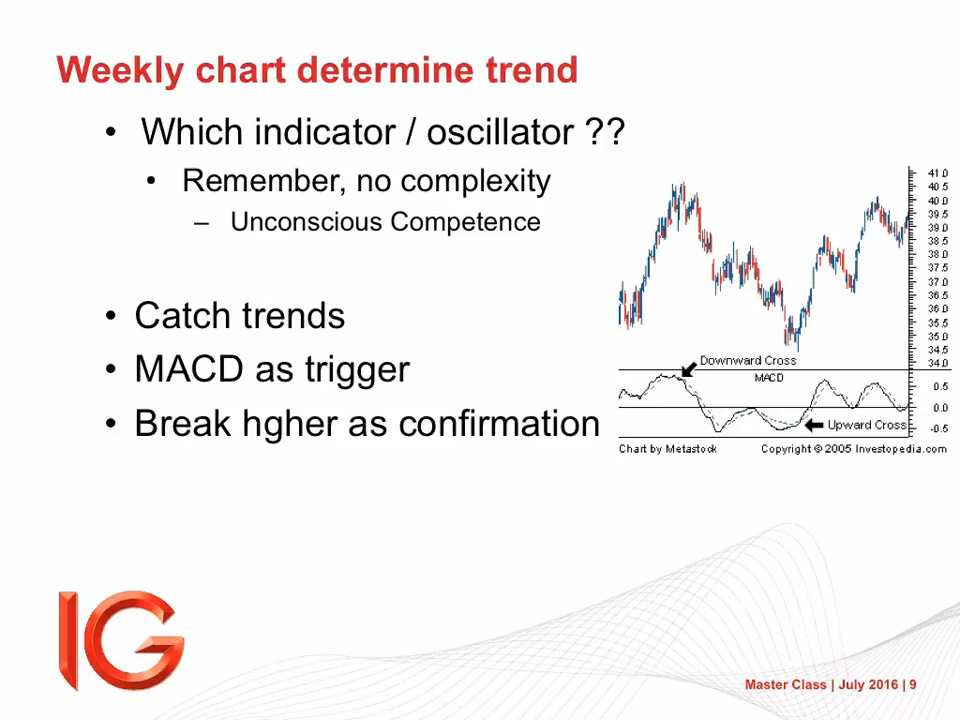 Weekly chart determine trend
• Which indicator / oscillator ??
• Remember, no complexity
– Unconscious Competence
• Catch trends
• MACD as trigger
• Break hgher as confirmation
41.0
40.5
40.0
39.5
39.0
38.5
38.0
37.5
37.0
36.5
36.0
35.5
35.0
34.5
34.0
Downward Cross
MACD
0.5
0.0
Upward Cross
-0.5
Chart by Metastock Copyright © 2005 Investopedia.com
IG
Master Class | July 2016 | 9